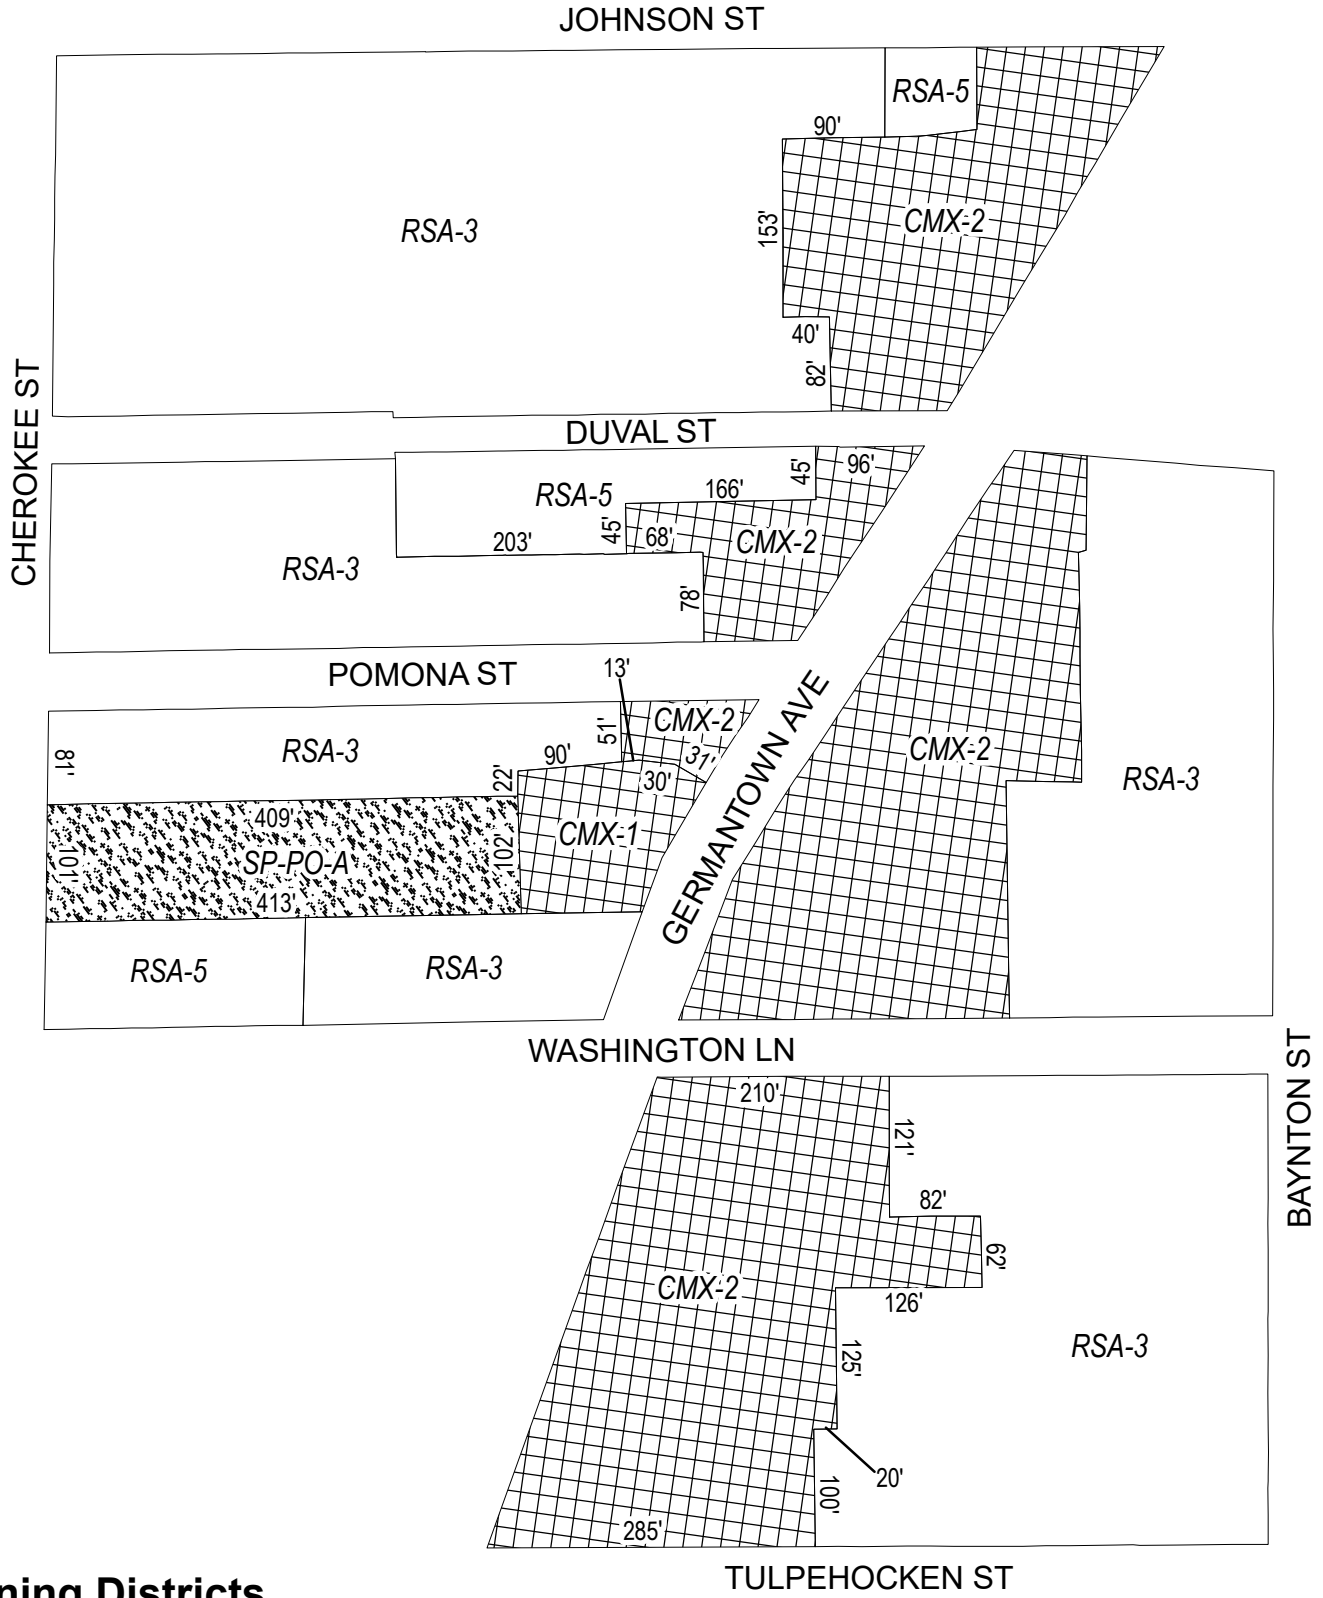 JOHNSON ST
RSA-5
90'
RSA-3
153'
CMX-2
40'
82'
CHEROKEE ST
DUVAL ST
45'
96'
RSA-5
166'
45'
68'
CMX-2
203'
RSA-3
78'
POMONA ST
13'
CMX-2
51'
RSA-3
81'
90'
31'
22'
30'
GERMANTOWN AVE
CMX-2
RSA-3
409'
CMX-1
101'
SP-PO-A
102'
413'
RSA-5
RSA-3
WASHINGTON LN
BAYNTON ST
210'
121'
82'
62'
CMX-2
126'
RSA-3
125'
20'
100'
285'
TULPEHOCKEN ST
Districts